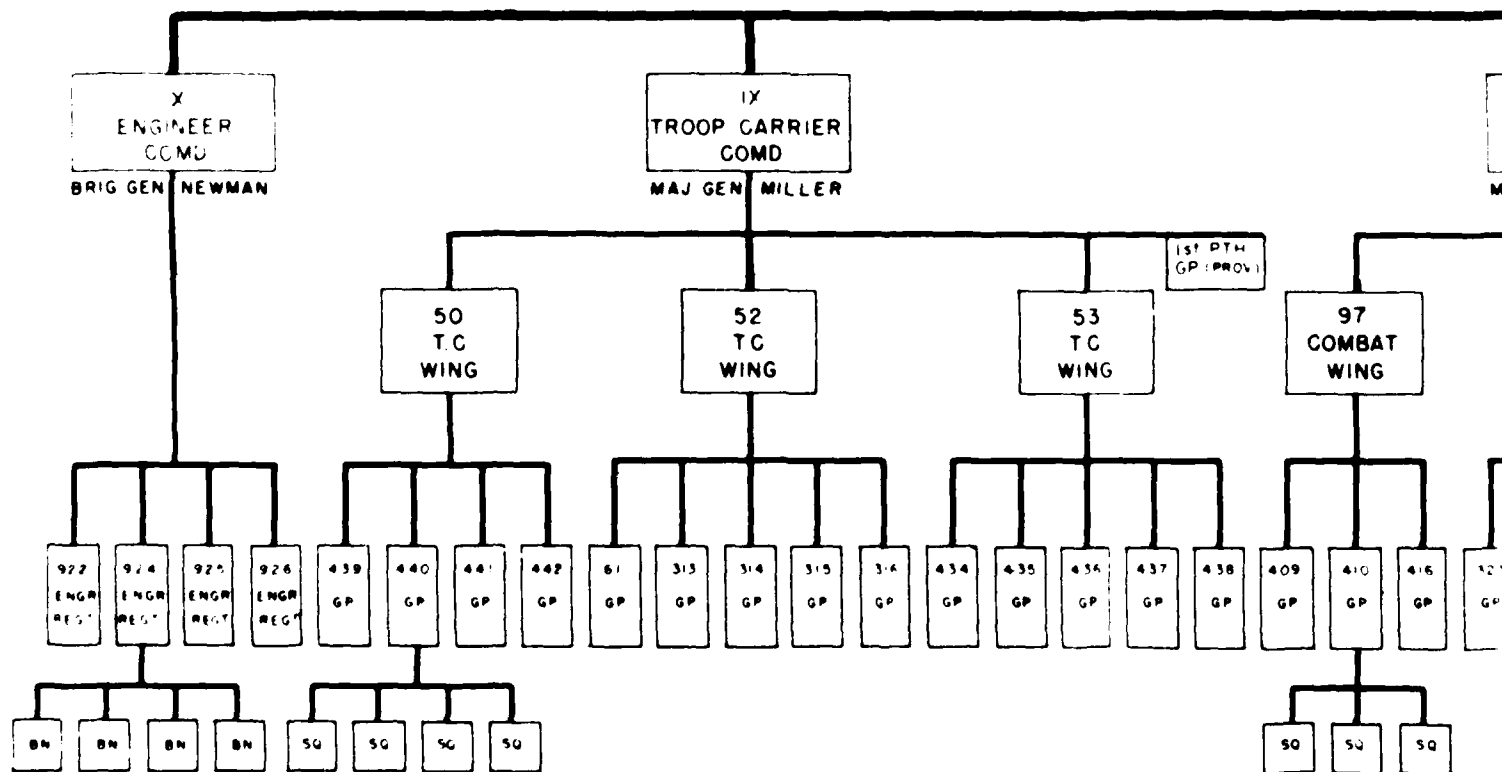 X
ENGINEER
COMD
BRIG GEN NEWMAN
IX
TROOP CARRIER
COMD
MAJ GEN MILLER
M
1st PTH
GP (PROV)
50
T.C
WING
52
TC
WING
53
TC
WING
97
COMBAT
WING
922
ENGR
REGT
924
ENGR
REGT
925
ENGR
REGT
926
ENGR
REGT
439
GP
440
GP
441
GP
442
GP
61
GP
313
GP
314
GP
315
GP
316
GP
434
GP
435
GP
436
GP
437
GP
438
GP
409
GP
410
GP
416
GP
GP
BN
BN
BN
BN
SQ
SQ
SQ
SQ
SQ
SQ
SQ